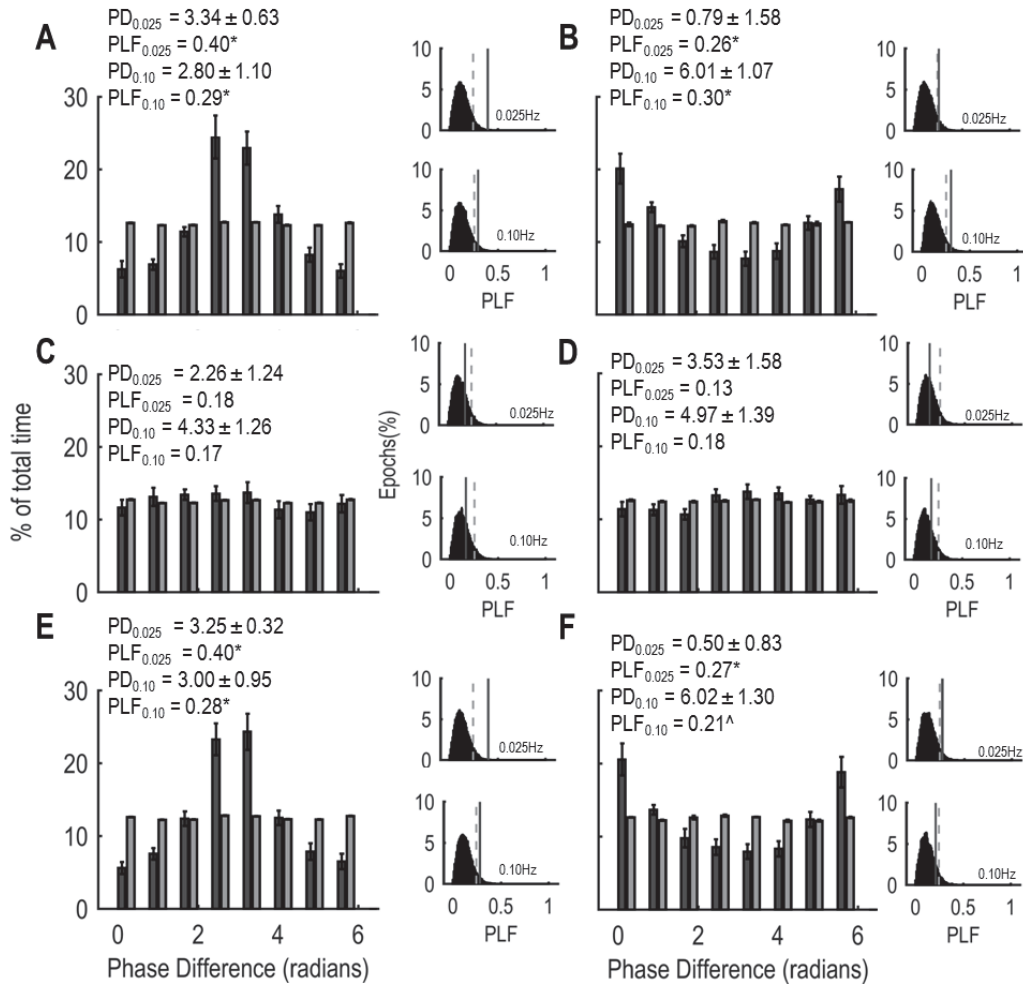 A
PD0.025 = 3.34 ± 0.63
PLF0.025 = 0.40*
PD0.10 = 2.80 ± 1.10
PLF0.10 = 0.29*
30
20
10
0
10
5
0
0.025Hz
10
5
0
0.10Hz
0 0.5 1
PLF
B
PD0.025 = 0.79 ± 1.58
PLF0.025 = 0.26*
PD0.10 = 6.01 ± 1.07
PLF0.10 = 0.30*
10
5
0
0.025Hz
10
5
0
0.10Hz
0 0.5 1
PLF
% of total time
C
PD0.025 = 2.26 ± 1.24
PLF0.025 = 0.18
PD0.10 = 4.33 ± 1.26
PLF0.10 = 0.17
30
20
10
0
Epochs(%)
10
5
0
0.025Hz
10
5
0
0.10Hz
0 0.5 1
PLF
D
PD0.025 = 3.53 ± 1.58
PLF0.025 = 0.13
PD0.10 = 4.97 ± 1.39
PLF0.10 = 0.18
10
5
0
0.025Hz
10
5
0
0.10Hz
0 0.5 1
PLF
E
PD0.025 = 3.25 ± 0.32
PLF0.025 = 0.40*
PD0.10 = 3.00 ± 0.95
PLF0.10 = 0.28*
30
20
10
0
0 2 4 6
Phase Difference (radians)
10
5
0
0.025Hz
10
5
0
0.10Hz
0 0.5 1
PLF
F
PD0.025 = 0.50 ± 0.83
PLF0.025 = 0.27*
PD0.10 = 6.02 ± 1.30
PLF0.10 = 0.21^
0 2 4 6
Phase Difference (radians)
10
5
0
0.025Hz
10
5
0
0.10Hz
0 0.5 1
PLF